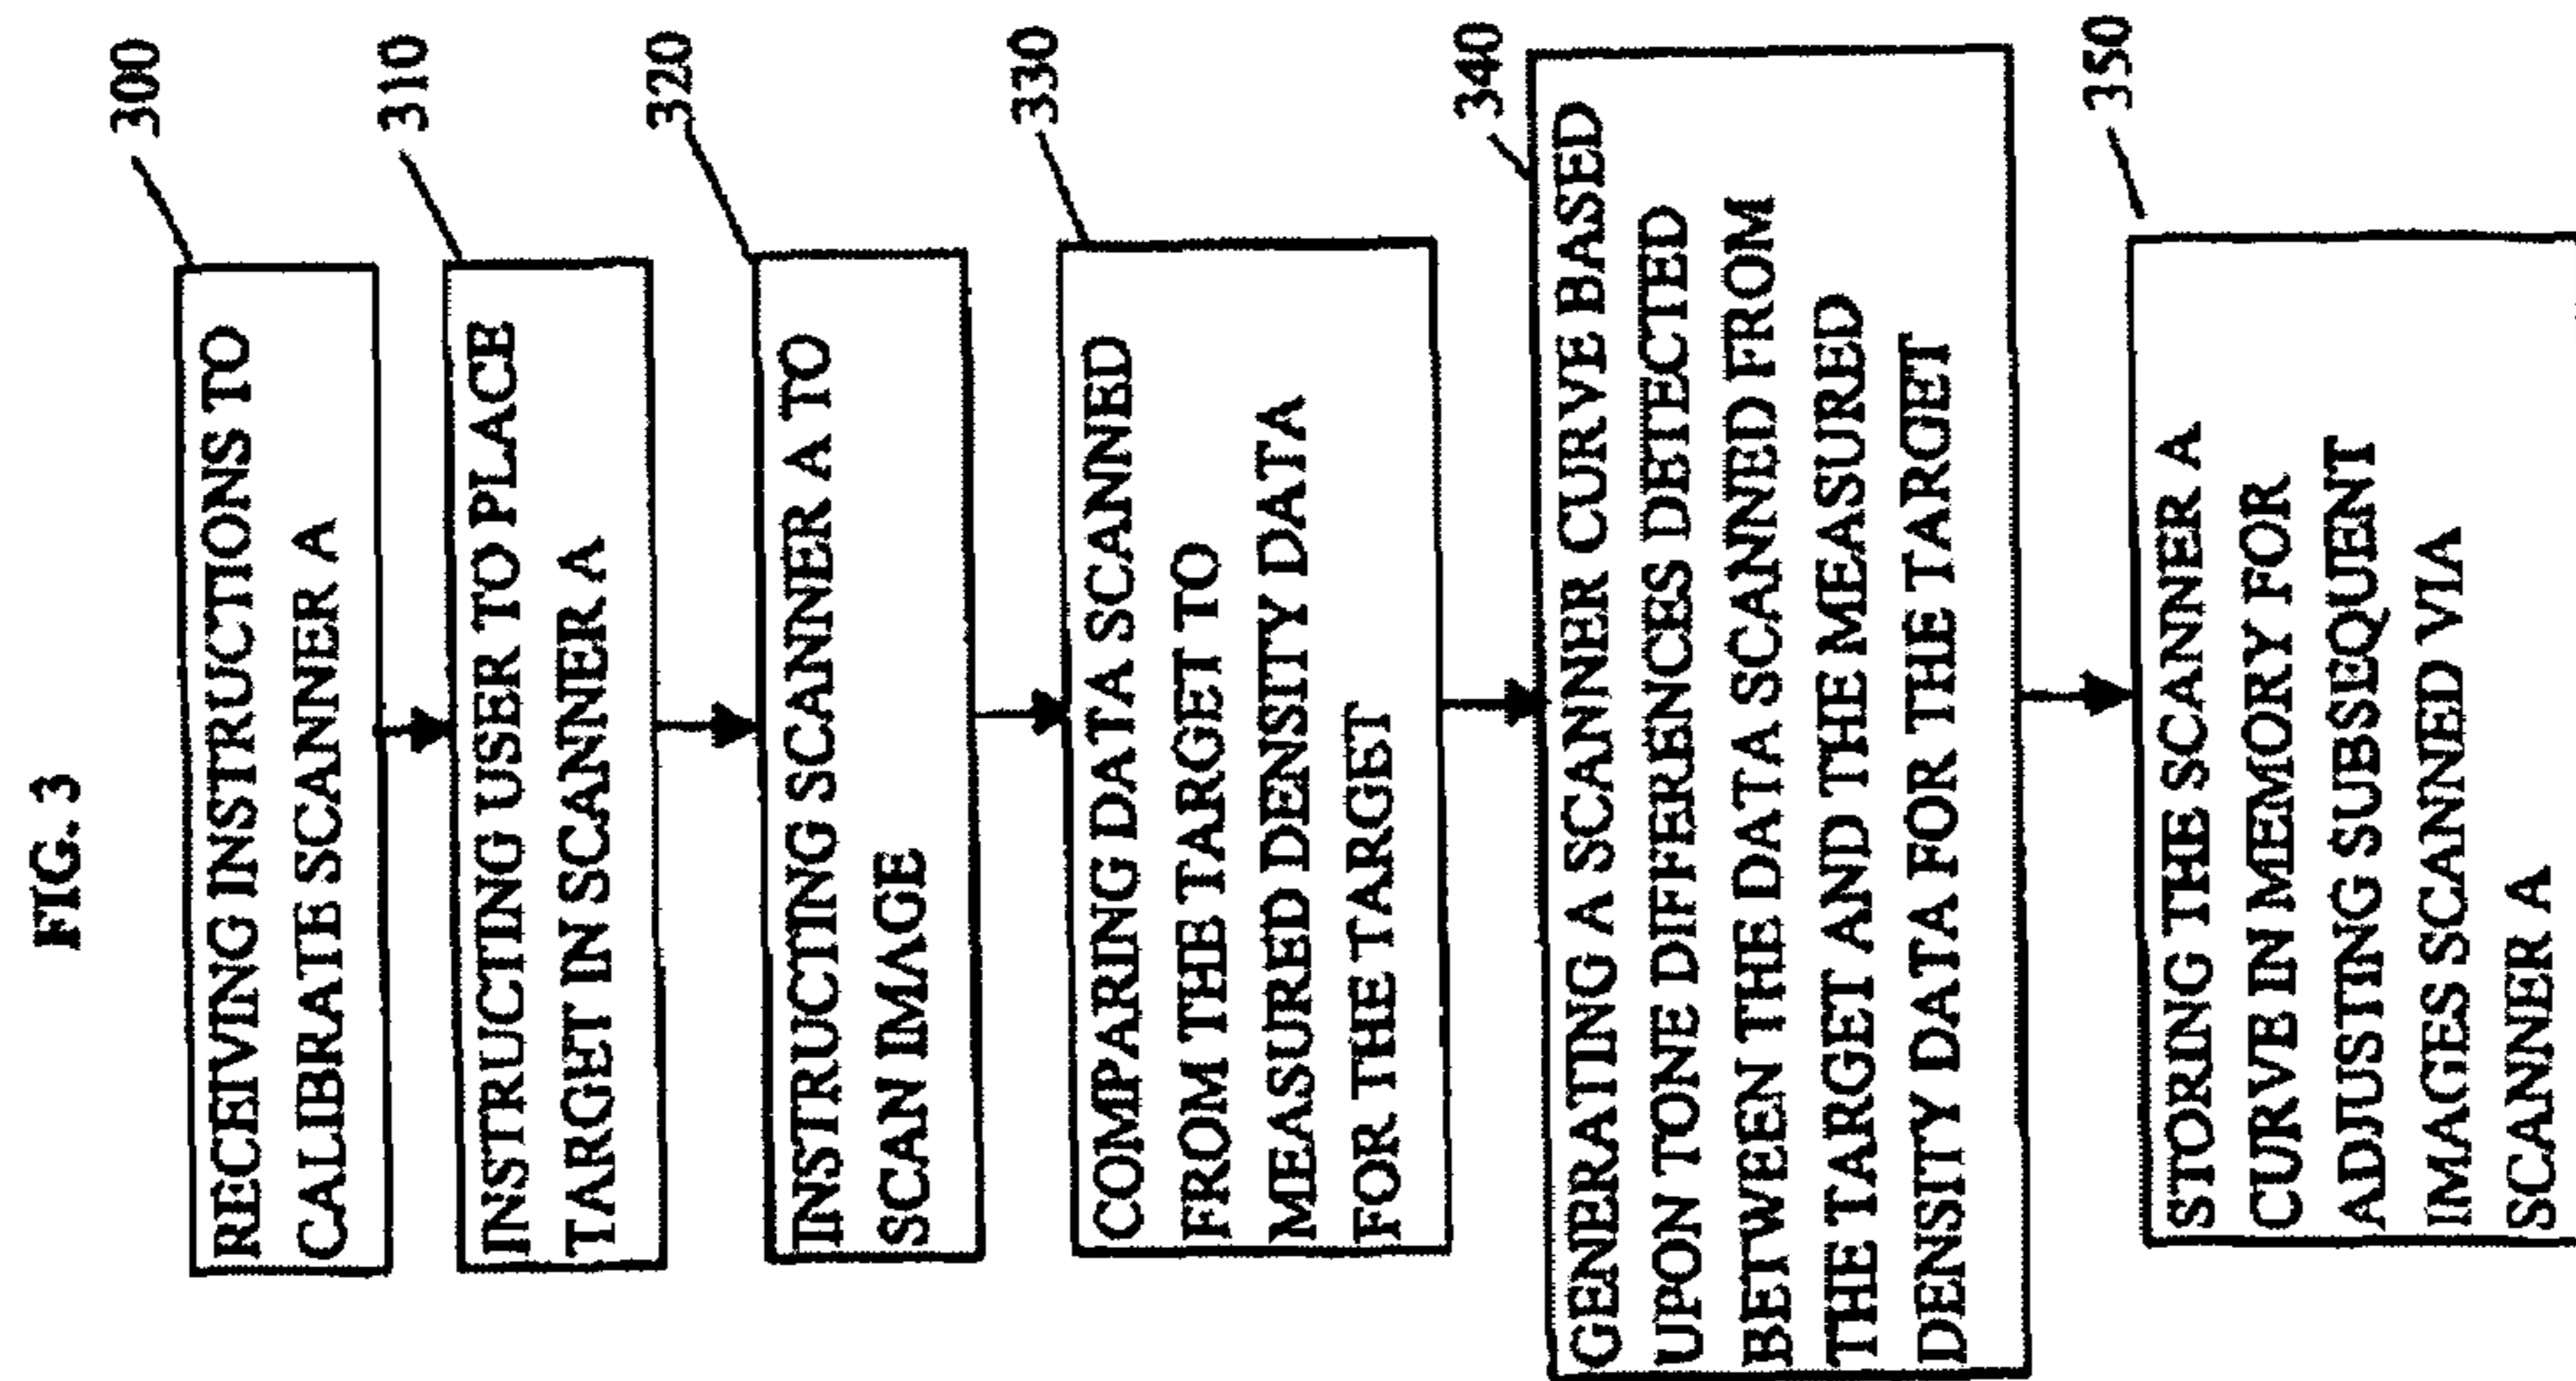 FIG. 3
300
RECEIVING INSTRUCTIONS TO
CALIBRATE SCANNER A
310
INSTRUCTING USER TO PLACE
TARGET IN SCANNER A
320
INSTRUCTING SCANNER A TO
SCAN IMAGE
330
COMPARING DATA SCANNED
FROM THE TARGET TO
MEASURED DENSITY DATA
FOR THE TARGET
340
GENERATING A SCANNER CURVE BASED
UPON TONE DIFFERENCES DETECTED
BETWEEN THE DATA SCANNED FROM
THE TARGET AND THE MEASURED
DENSITY DATA FOR THE TARGET
350
STORING THE SCANNER A
CURVE IN MEMORY FOR
ADJUSTING SUBSEQUENT
IMAGES SCANNED VIA
SCANNER A